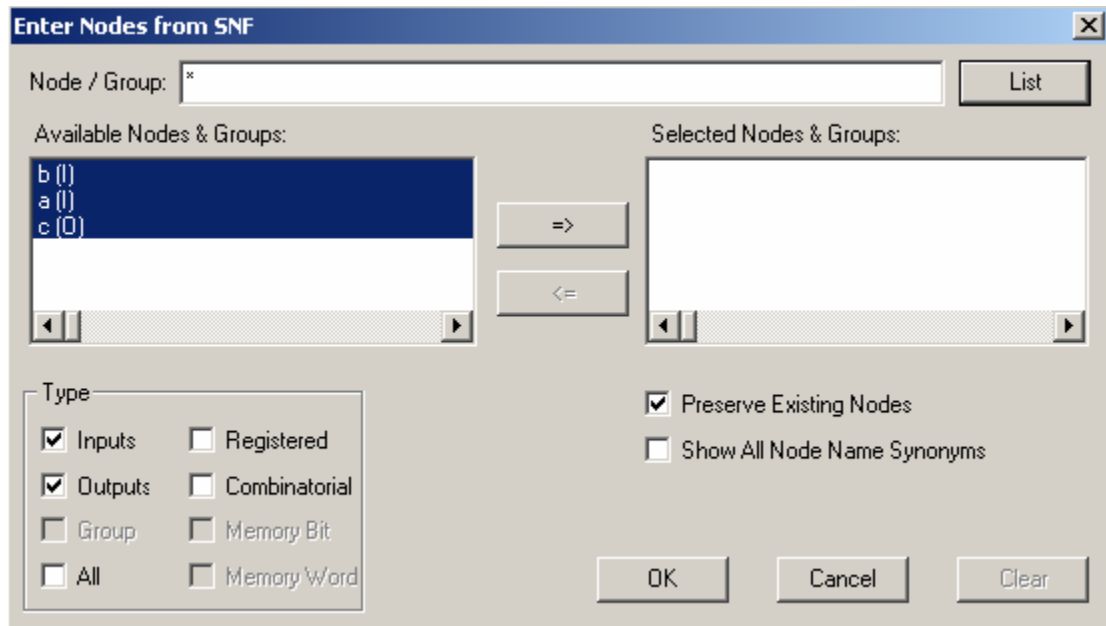 Enter Nodes from SNF
Node / Group: * List
Available Nodes & Groups: Selected Nodes & Groups:
b (I)
a (I)
c (O)
=>
<=
Type
Preserve Existing Nodes
Inputs Registered
Show All Node Name Synonyms
Outputs Combinatorial
Group Memory Bit
All Memory Word
OK Cancel Clear